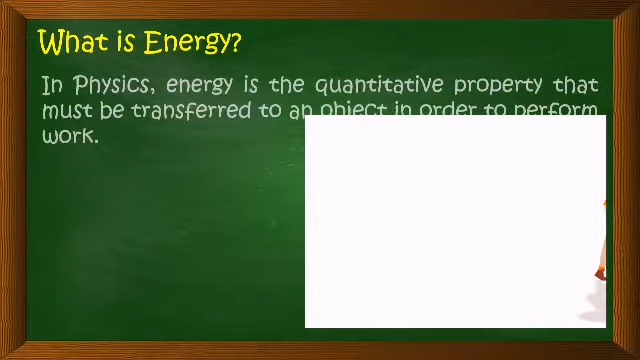 What is Energy?
In Physics, energy is the quantitative property that
must be transferred to an object in order to perform
work.